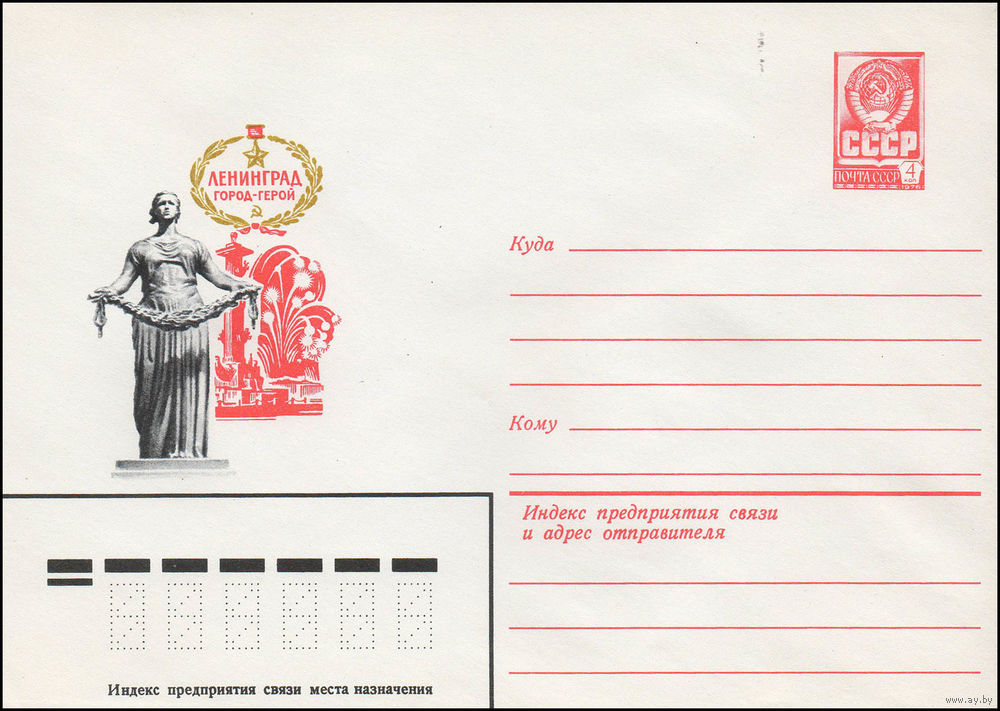 ЛЕНИНГРАД
ГОРОД-ГЕРОЙ
СССР
ПОЧТА СССР
4
КОП
1976
Куда
Кому
Индекс предприятия связи
и адрес отправителя
Индекс предприятия связи места назначения
www.ay.by